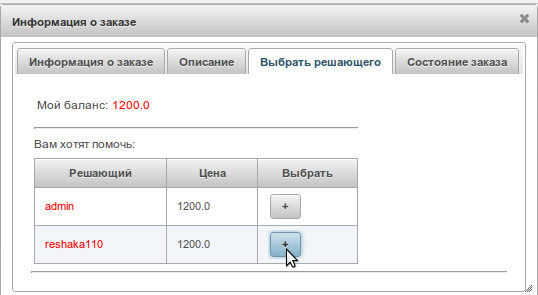 Информация о заказе
Информация о заказе Описание Выбрать решающего Состояние заказа
Мой баланс: 1200.0
Вам хотят помочь:
Решающий Цена Выбрать
admin 1200.0 +
reshaka110 1200.0 +